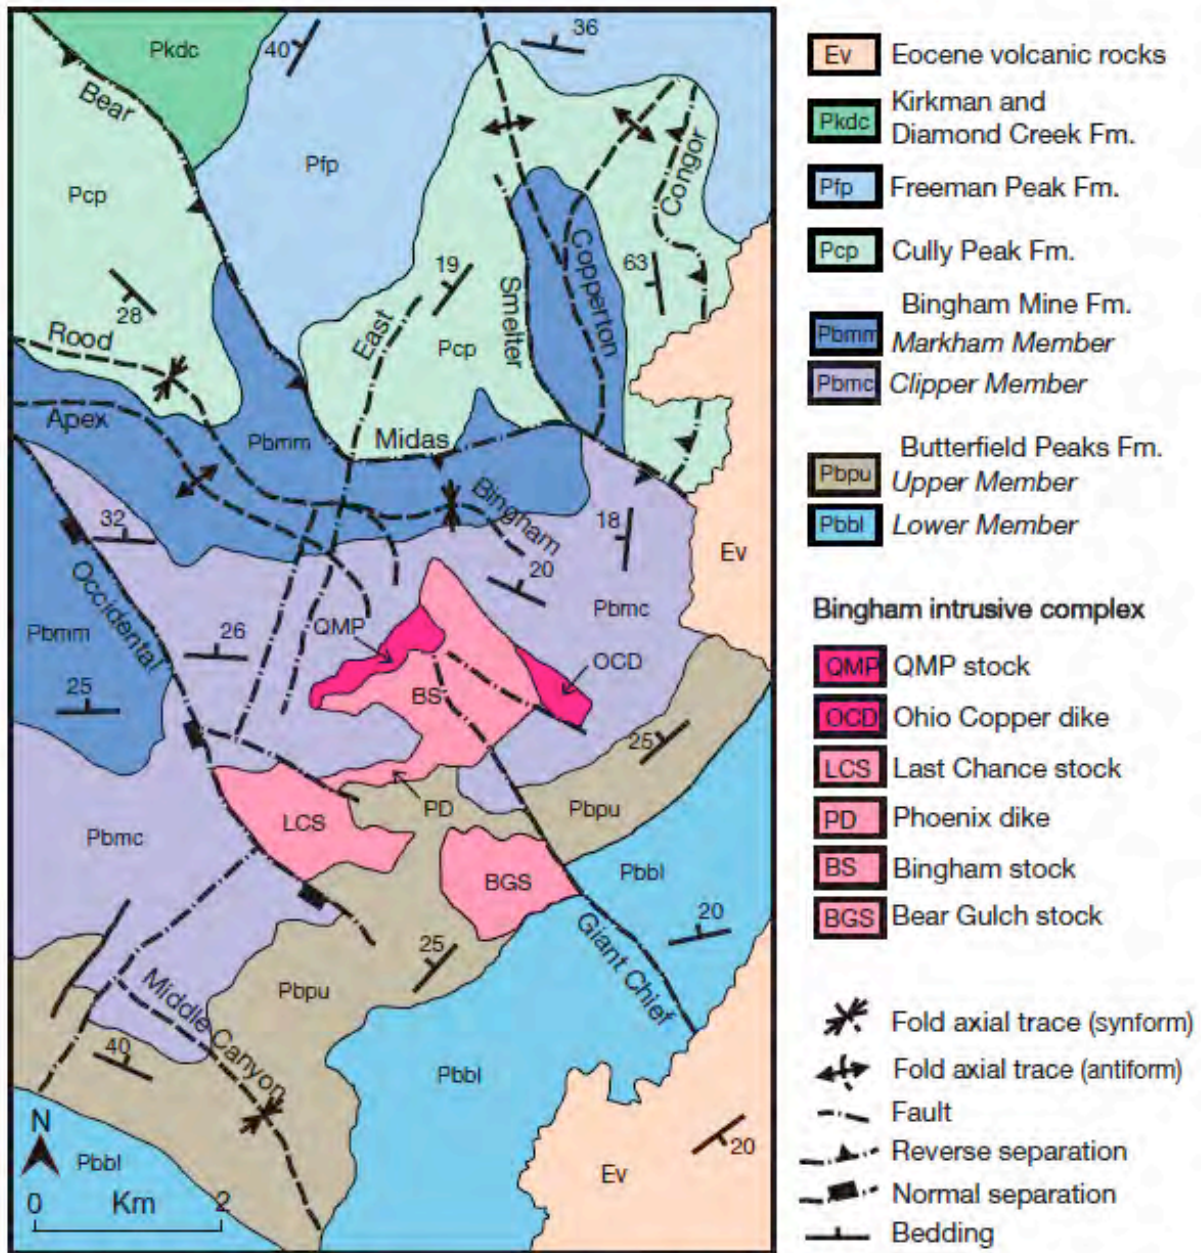 Pkdc
40
36
Bear
Pfp
Pcp
Congor
19
63
Copperton
28
Smelter
Rood
East
Pcp
Apex
Pbmm
Midas
Bingham
32
18
Ev
20
Occidental
Pbmc
Pbmm
26
QMP
OCD
25
BS
25
PD
Pbpu
LCS
Pbmc
BGS
Pbbl
20
25
Giant Chief
Middle Canyon
Pbpu
40
Pbbl
N
Pbbl
20
Ev
0 Km 2
Ev Eocene volcanic rocks
Kirkman and
Pkdc Diamond Creek Fm.
Pfp Freeman Peak Fm.
Pcp Cully Peak Fm.
Bingham Mine Fm.
Pbmm Markham Member
Pbmc Clipper Member
Butterfield Peaks Fm.
Pbpu Upper Member
Pbbl Lower Member
Bingham intrusive complex
QMP QMP stock
OCD Ohio Copper dike
LCS Last Chance stock
PD Phoenix dike
BS Bingham stock
BGS Bear Gulch stock
Fold axial trace (synform)
Fold axial trace (antiform)
Fault
Reverse separation
Normal separation
Bedding